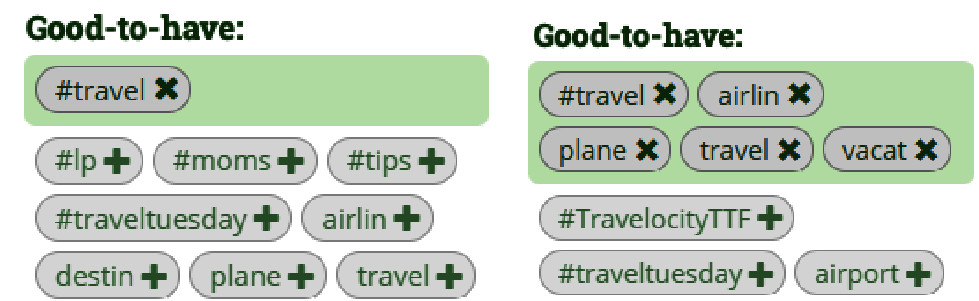 Good-to-have:
#travel ✖
#lp ✚ #moms ✚ #tips ✚
#traveltuesday ✚ airlin ✚
destin ✚ plane ✚ travel ✚
Good-to-have:
#travel ✖ airlin ✖
plane ✖ travel ✖ vacat ✖
#TravelocityTTF ✚
#traveltuesday ✚ airport ✚